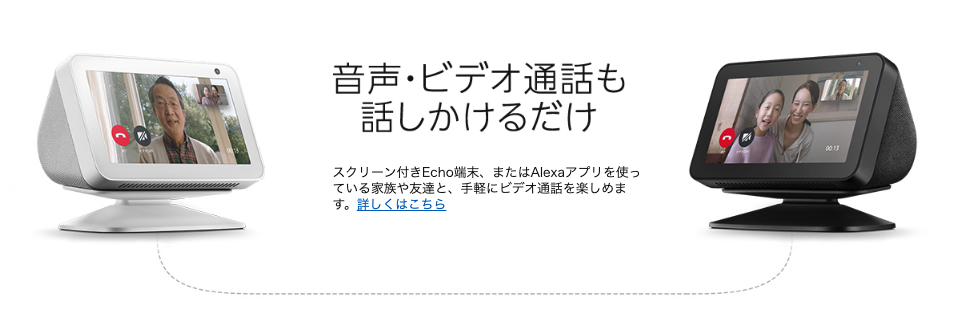 音声・ビデオ通話も
話しかけるだけ
スクリーン付きEcho端末、またはAlexaアプリを使っ
ている家族や友達と、手軽にビデオ通話を楽しめま
す。詳しくはこちら
00:13
00:13